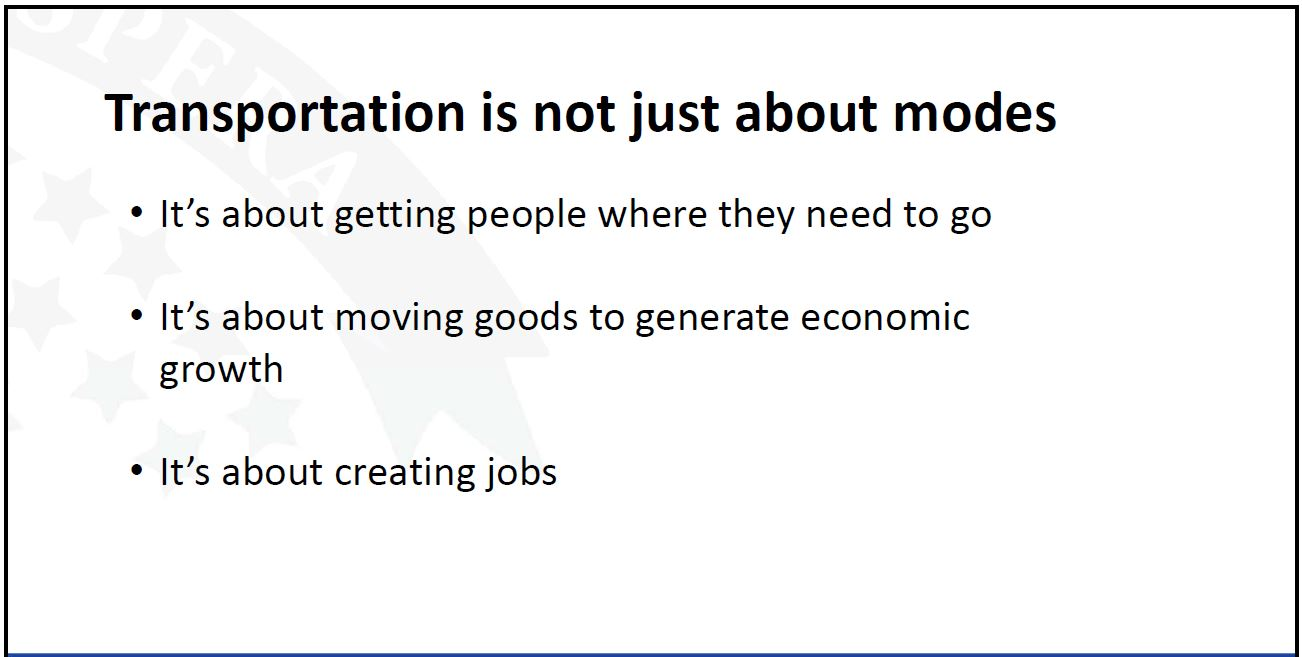 SPERA
Transportation is not just about modes
• It’s about getting people where they need to go
• It’s about moving goods to generate economic
growth
• It’s about creating jobs